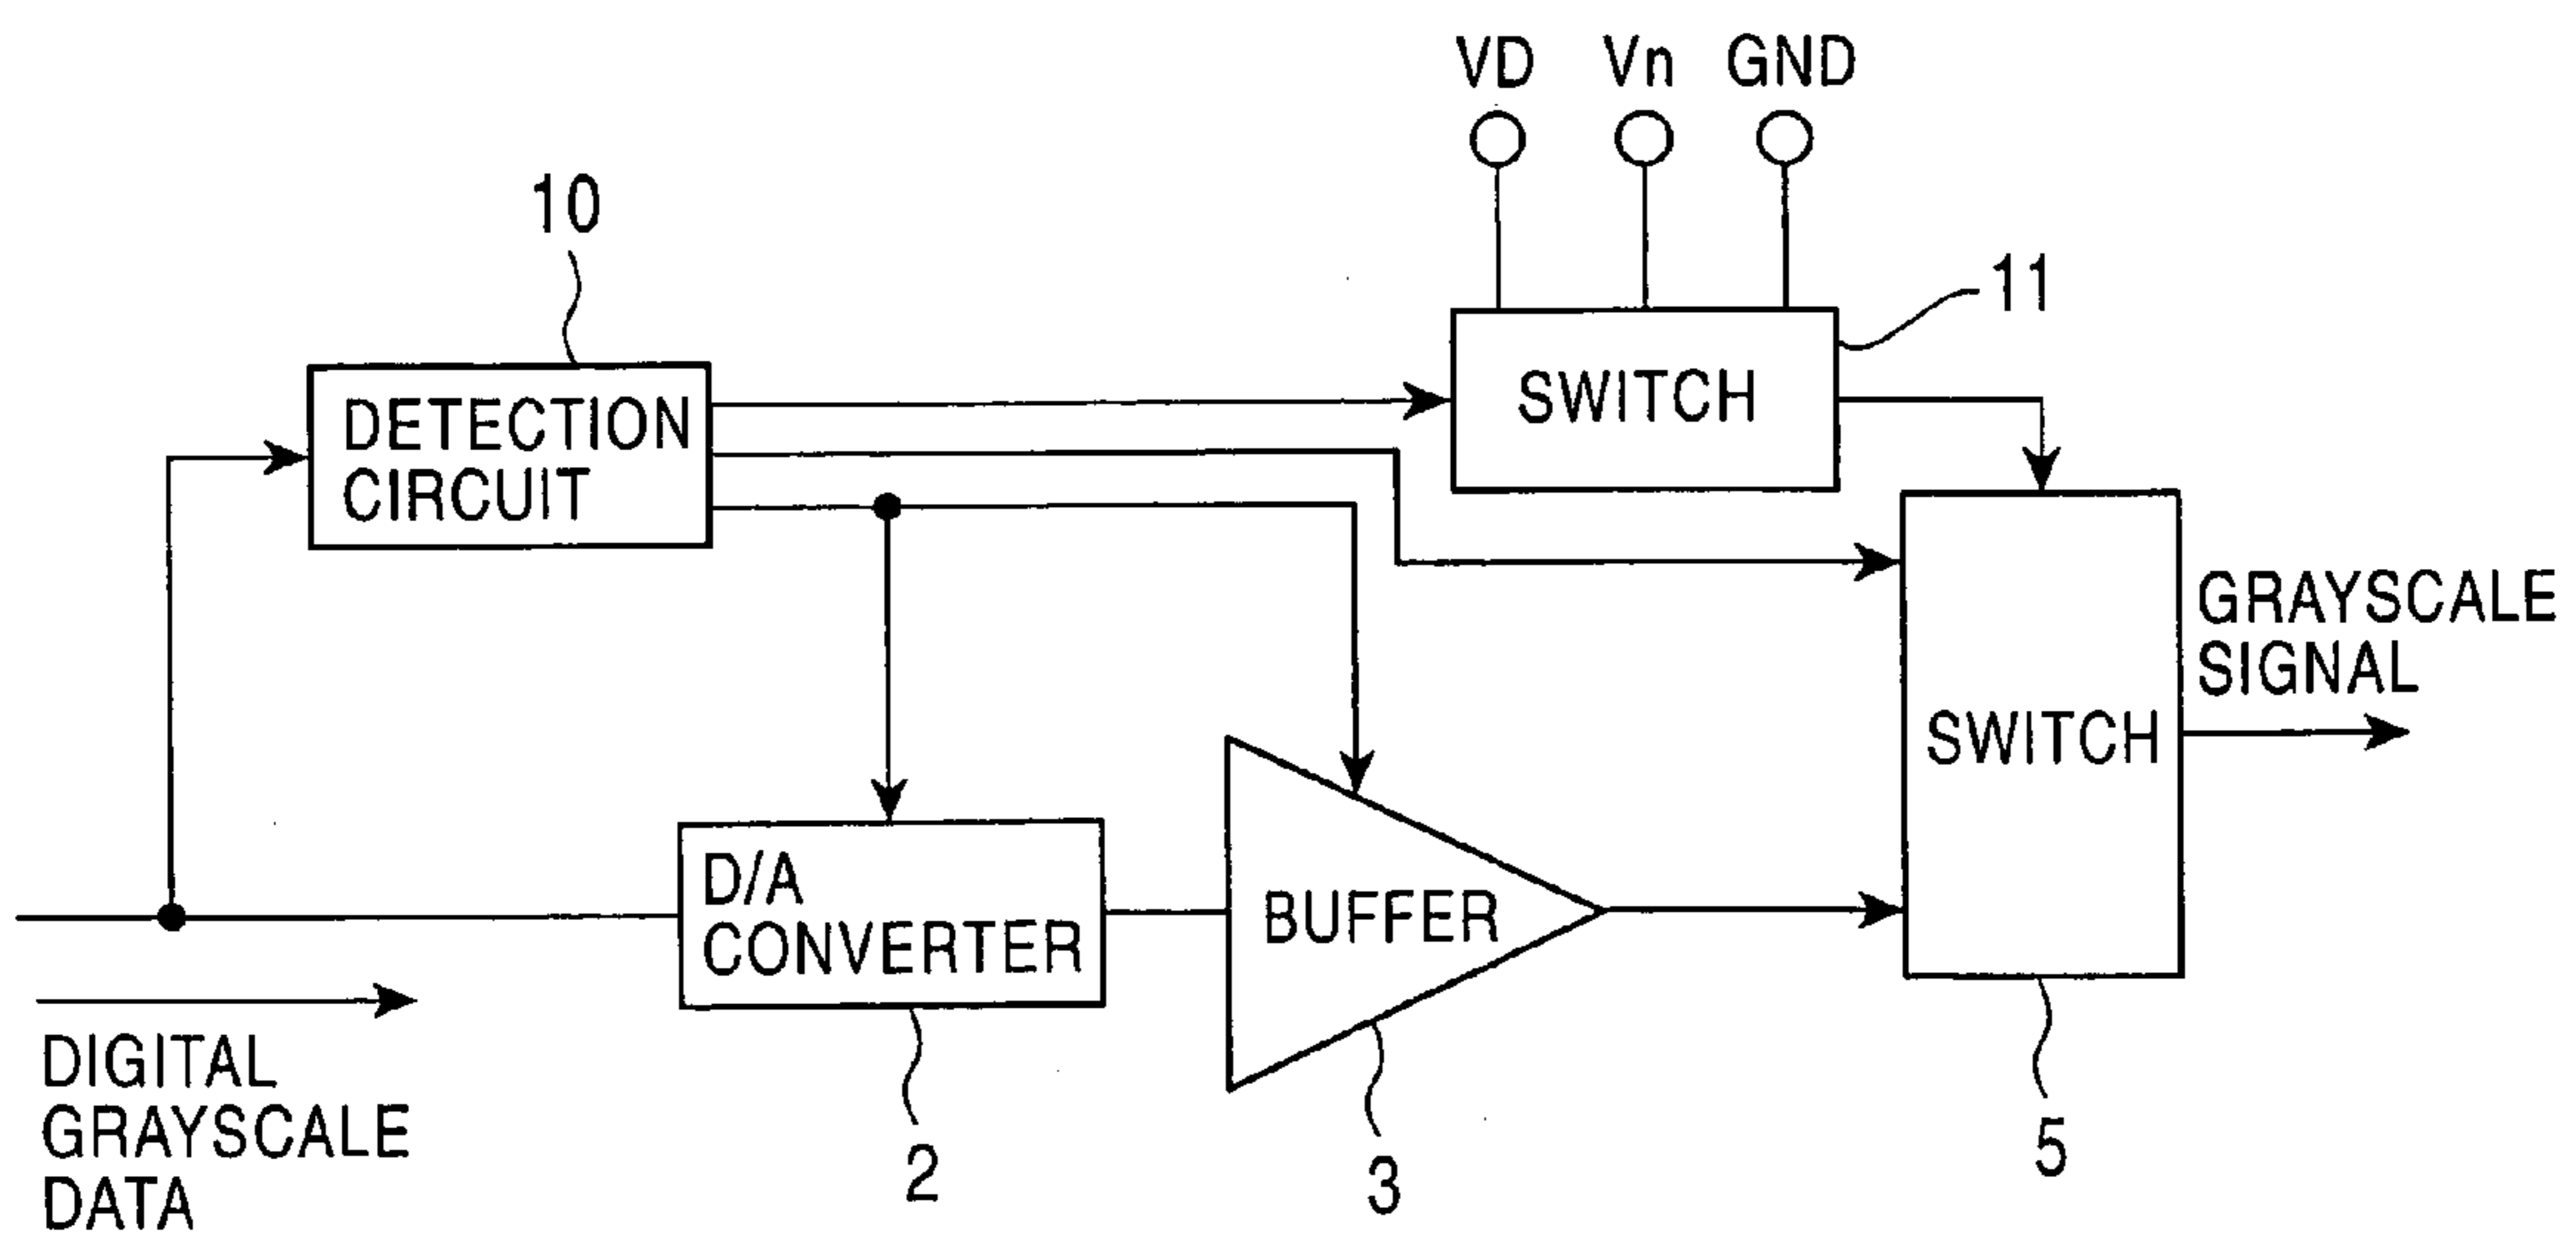 VD Vn GND
10
11
DETECTION
CIRCUIT
SWITCH
GRAYSCALE
SIGNAL
SWITCH
D/A
CONVERTER
BUFFER
DIGITAL
GRAYSCALE
DATA
2
3
5